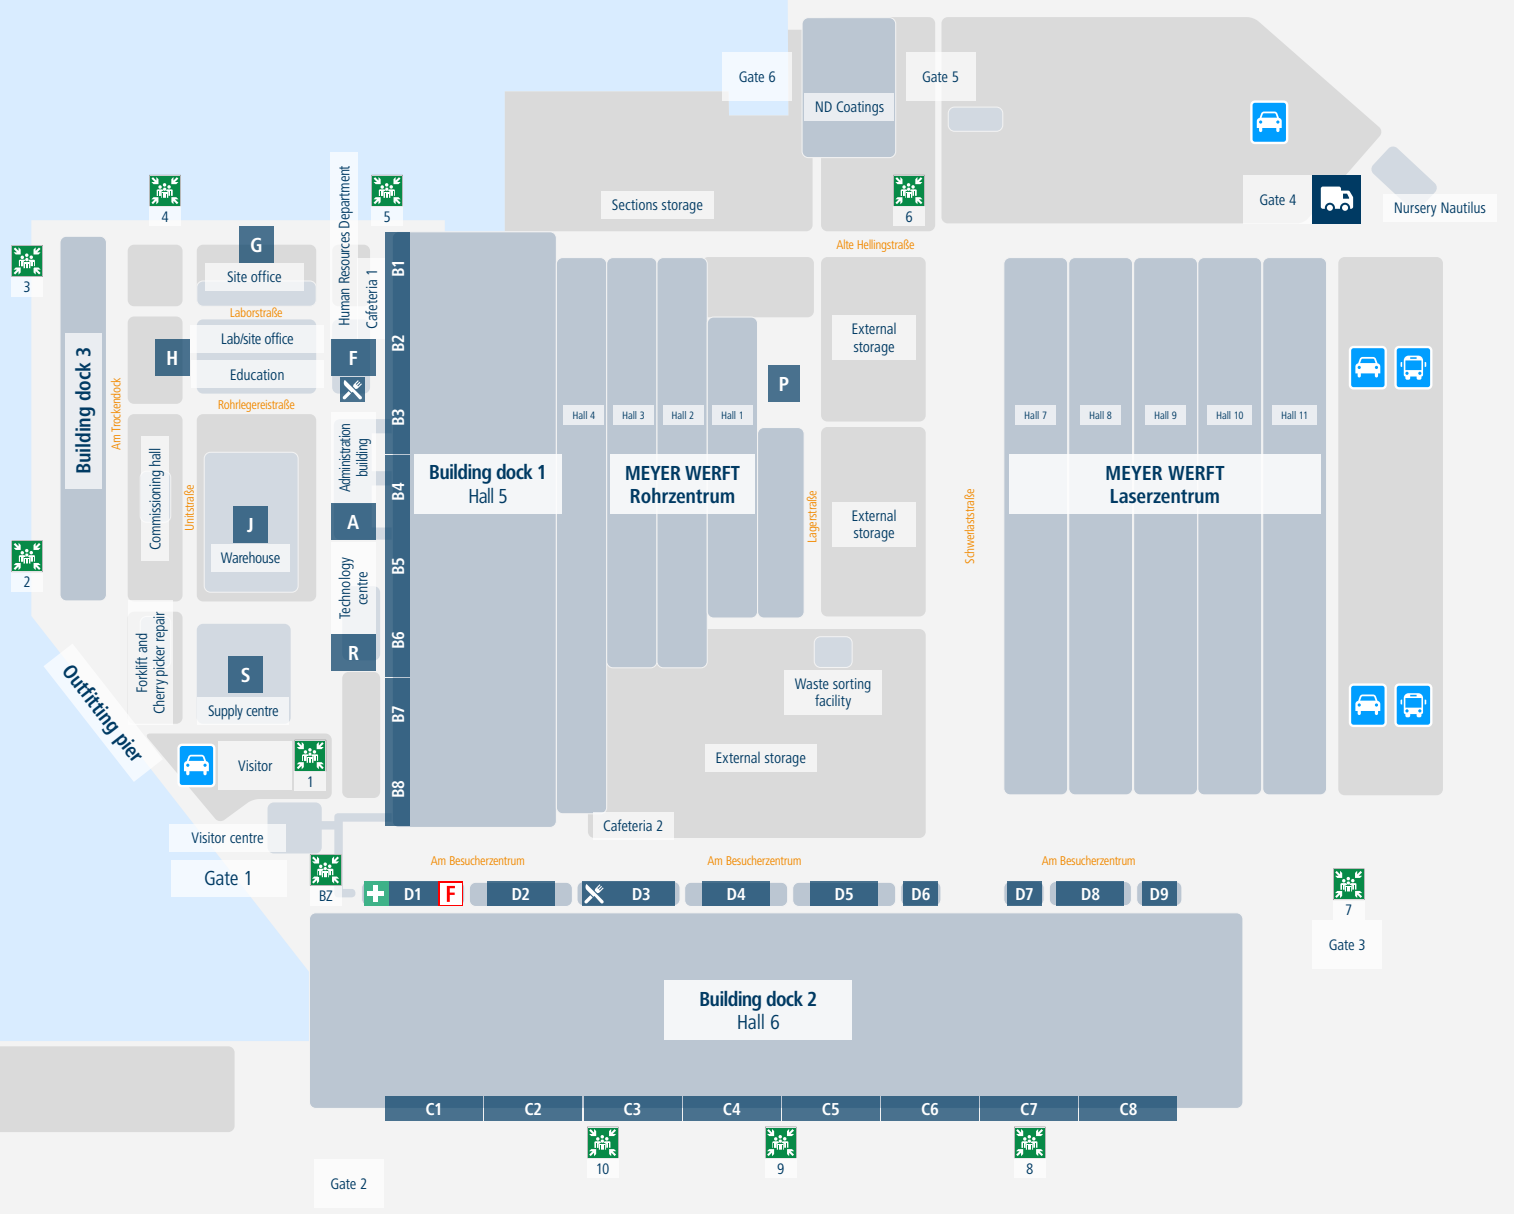 Gate 6
Gate 5
ND Coatings
Gate 4
Nursery Nautilus
Sections storage
4
5
6
3
G
Site office
Human Resources Department
Cafeteria 1
Alte Hellingstraße
Laborstraße
Lab/site office
H
F
Education
Rohrlegereistraße
Building dock 3
Am Trockendock
Commissioning hall
Unitstraße
J
Warehouse
Administration
building
A
Technology
centre
R
B1
B2
B3
B4
B5
B6
B7
B8
Building dock 1
Hall 5
Hall 4
Hall 3
Hall 2
Hall 1
P
MEYER WERFT
Rohrzentrum
External
storage
External
storage
Lagerstraße
Schwerlaststraße
Hall 7
Hall 8
Hall 9
Hall 10
Hall 11
MEYER WERFT
Laserzentrum
2
Forklift and
Cherry picker repair
S
Supply centre
Outfitting pier
Visitor
1
Waste sorting
facility
External storage
Cafeteria 2
Visitor centre
Gate 1
BZ
Am Besucherzentrum
Am Besucherzentrum
Am Besucherzentrum
D1
F
D2
D3
D4
D5
D6
D7
D8
D9
7
Gate 3
Building dock 2
Hall 6
C1
C2
C3
C4
C5
C6
C7
C8
10
9
8
Gate 2